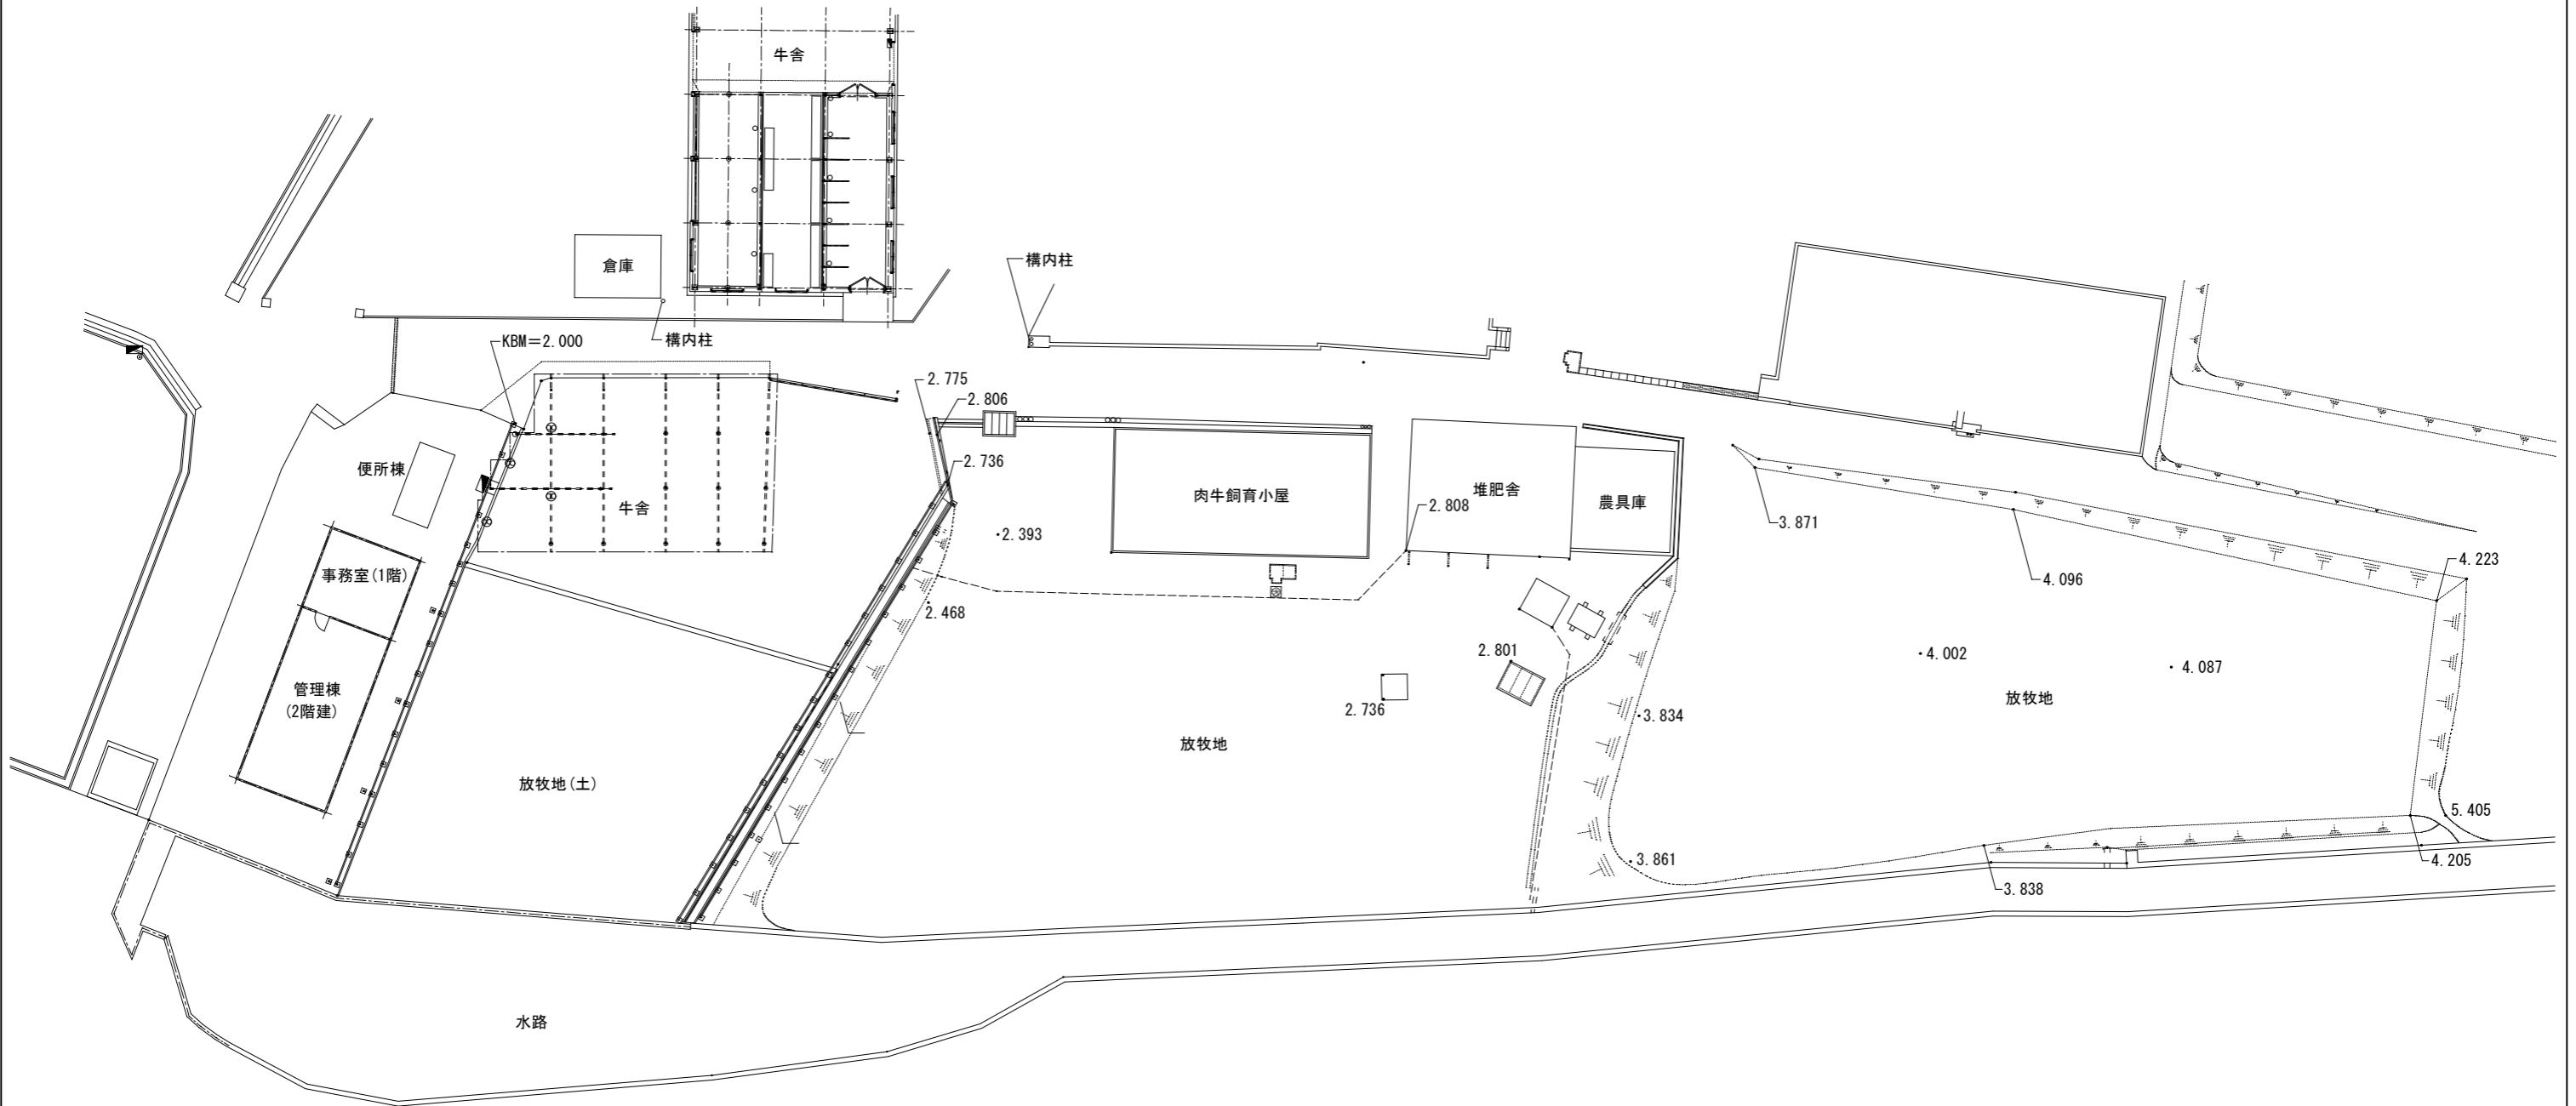 牛舎
倉庫
構内柱
構内柱
KBM=2.000
2.775
2.806
2.736
便所棟
牛舎
肉牛飼育小屋
堆肥舎
農具庫
2.808
3.871
2.393
4.223
事務室(1階)
4.096
2.468
2.801
4.002
4.087
管理棟
(2階建)
2.736
3.834
放牧地
放牧地
放牧地(土)
5.405
3.861
4.205
3.838
水路